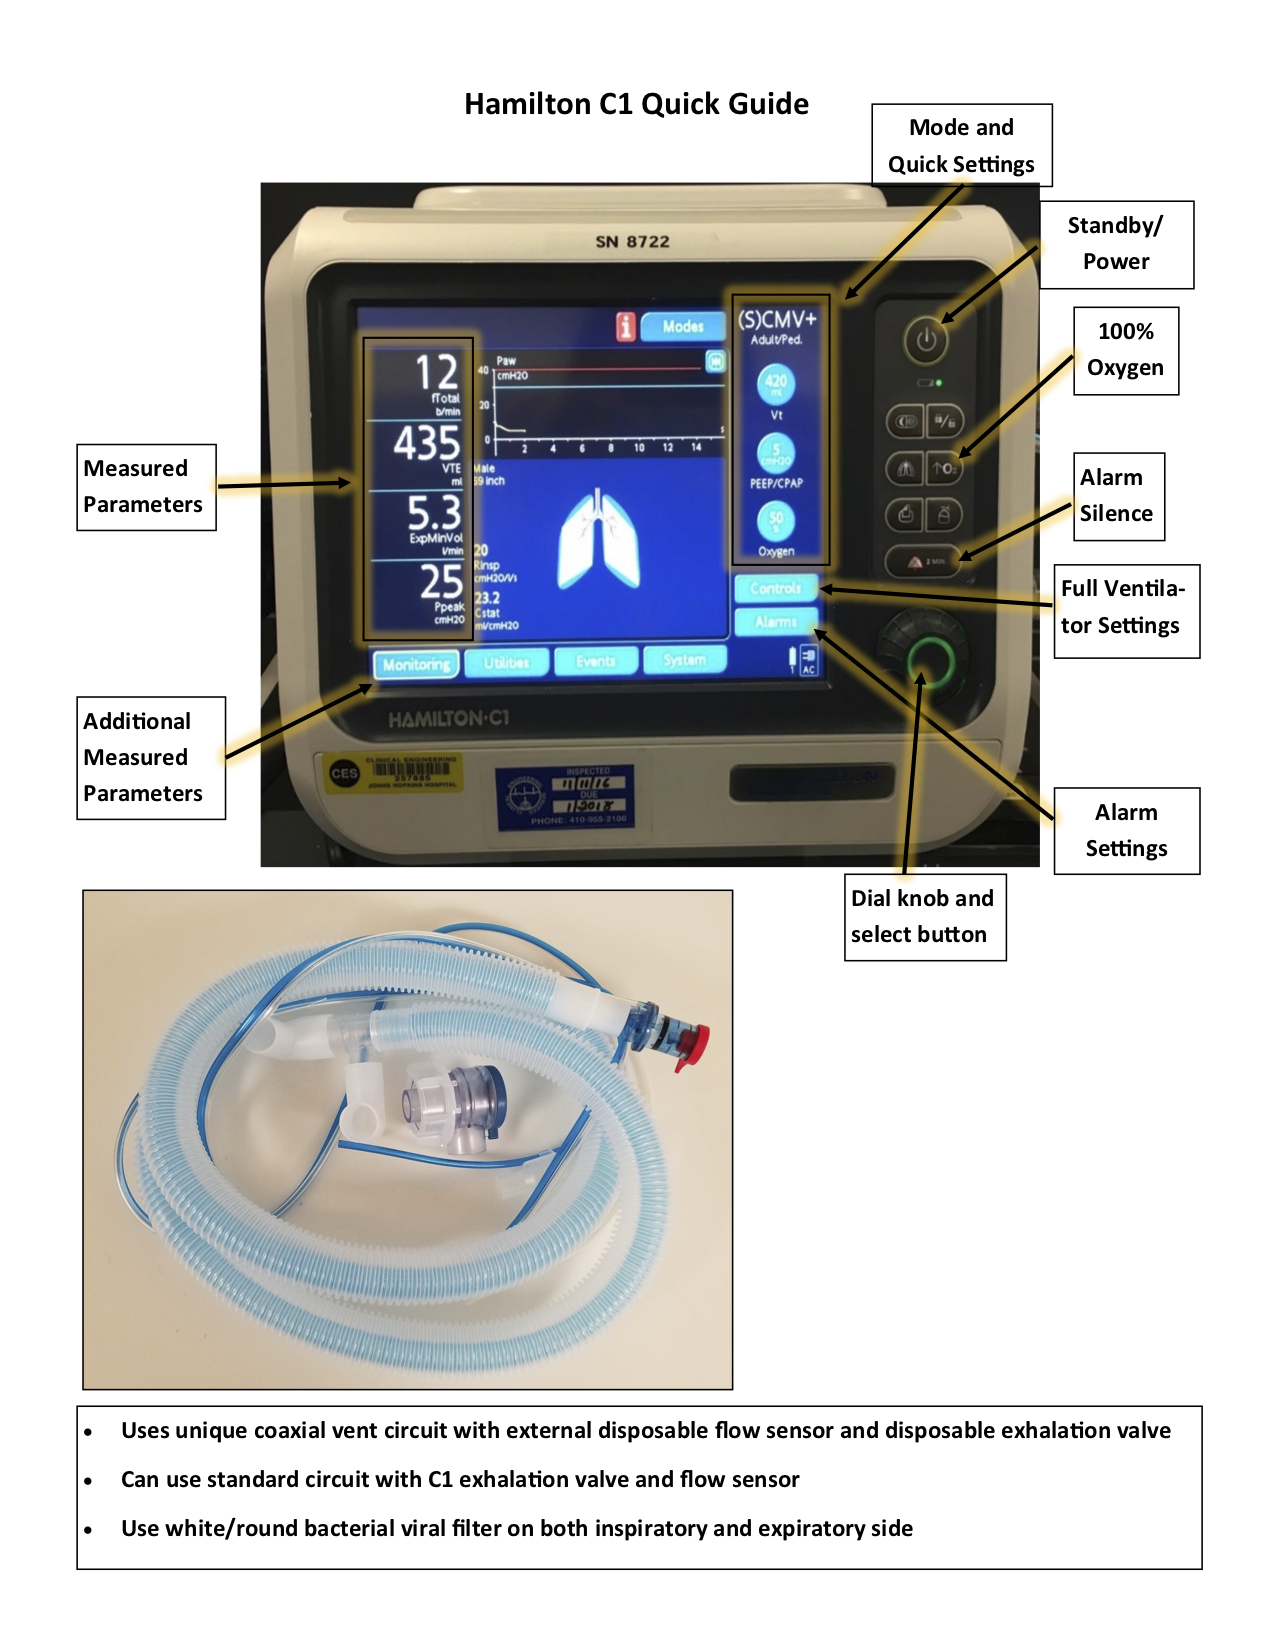 Hamilton C1 Quick Guide
Mode and
Quick Settings
Standby/
Power
100%
Oxygen
Alarm
Silence
Full Ventila-
tor Settings
Alarm
Settings
Dial knob and
select button
Measured
Parameters
Additional
Measured
Parameters
SN 8722
i
Modes
(S)CMV+
Adult/Ped.
12
fTotal
b/min
435
VTE
ml
5.3
ExpMinVol
l/min
25
Ppeak
cmH2O
Paw
cmH2O
40
20
0
2 4 6 8 10 12 14
s
Male
69 inch
20
Rinsp
cmH2O/l/s
23.2
Cstat
ml/cmH2O
420
ml
Vt
5
cmH2O
PEEP/CPAP
50
%
Oxygen
Controls
Alarms
Monitoring
Utilities
Events
System
1
AC
O2
2 MIN.
HAMILTON-C1
CES
CLINICAL ENGINEERING
257885
JOHNS HOPKINS HOSPITAL
INSPECTED
11/11/16
DUE
1/2018
PHONE: 410-955-2100
• Uses unique coaxial vent circuit with external disposable flow sensor and disposable exhalation valve
• Can use standard circuit with C1 exhalation valve and flow sensor
• Use white/round bacterial viral filter on both inspiratory and expiratory side